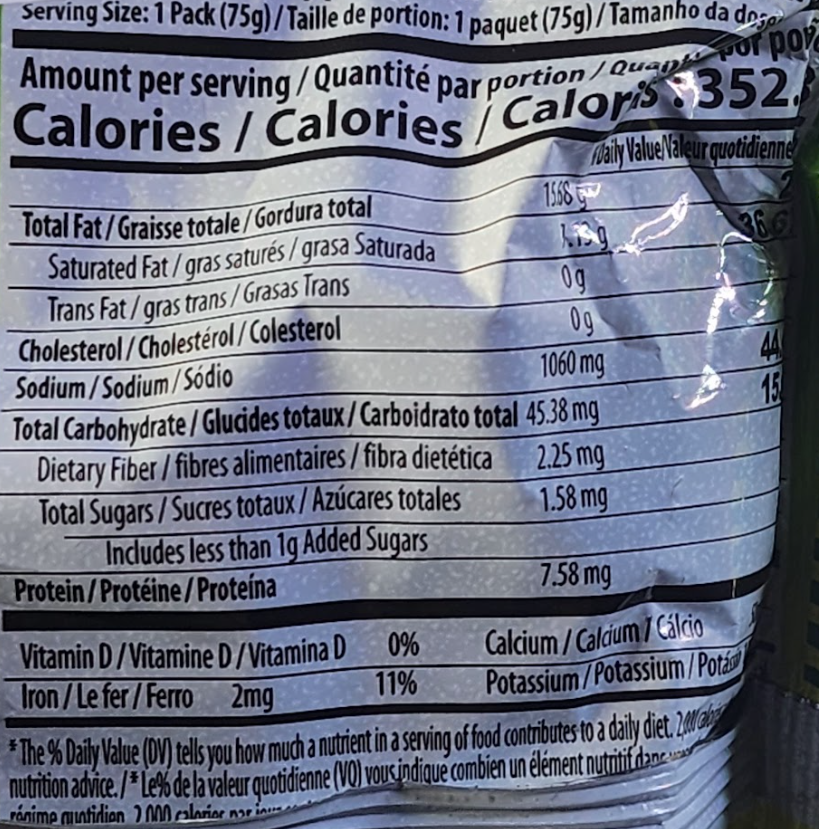 Serving Size: 1 Pack (75g) / Taille de portion: 1 paquet (75g) / Tamanho da
Amount per serving / Quantité par portion /
Calories / Calories / Calorís : 352.
Daily Value/Valeur quotidienne
Total Fat / Graisse totale / Gordura total 1568 g
Saturated Fat / gras saturés / grasa Saturada
Trans Fat / gras trans / Grasas Trans 0g
Cholesterol / Cholestérol / Colesterol 0g
Sodium / Sodium / Sódio 1060 mg 44
Total Carbohydrate / Glucides totaux / Carboidrato total 45.38 mg 15
Dietary Fiber / fibres alimentaires / fibra dietética 2.25 mg
Total Sugars / Sucres totaux / Azúcares totales 1.58 mg
Includes less than 1g Added Sugars
Protein / Protéine / Proteína 7.58 mg
Vitamin D / Vitamine D / Vitamina D 0% Calcium / Calcium / Cálcio
Iron / Le fer / Ferro 2mg 11% Potassium / Potassium /
* The % Daily Value (DV) tells you how much a nutrient in a serving of food contributes to a daily diet.
nutrition advice. / * Le% de la valeur quotidienne (VQ) vous indique combien un élément nutritif dans
régime quotidien 2 000 calories par jour